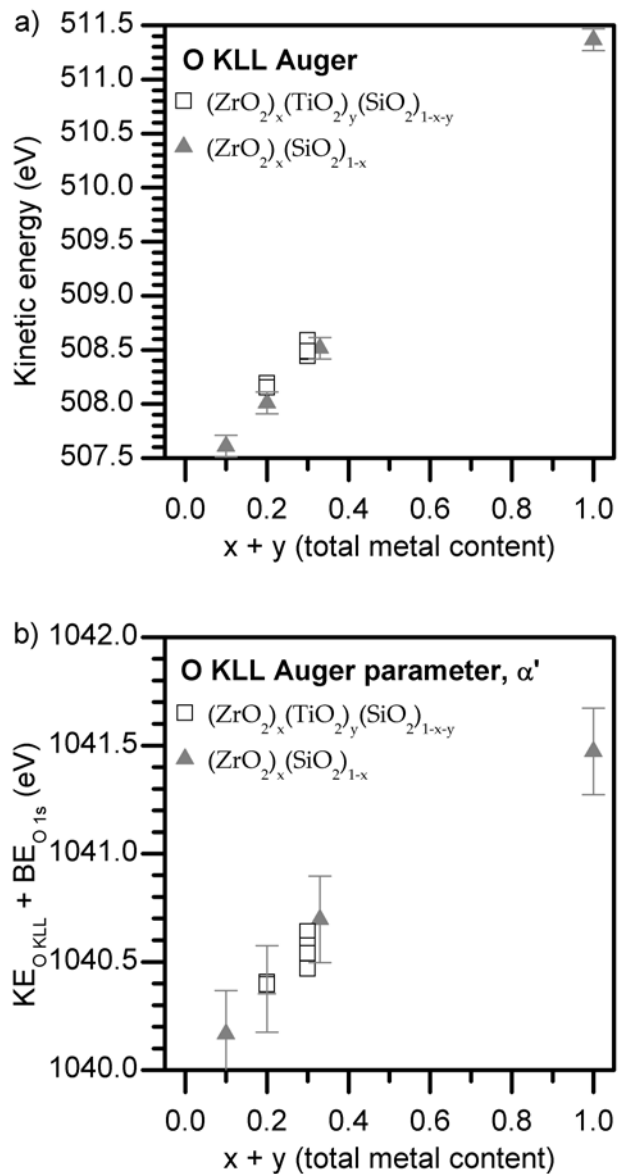 a)
O KLL Auger
(ZrO₂)ₓ(TiO₂)ᵧ(SiO₂)₁₋ₓ₋ᵧ
(ZrO₂)ₓ(SiO₂)₁₋ₓ
Kinetic energy (eV)
511.5
511.0
510.5
510.0
509.5
509.0
508.5
508.0
507.5
0.0 0.2 0.4 0.6 0.8 1.0
x + y (total metal content)
b)
O KLL Auger parameter, α'
(ZrO₂)ₓ(TiO₂)ᵧ(SiO₂)₁₋ₓ₋ᵧ
(ZrO₂)ₓ(SiO₂)₁₋ₓ
KE O KLL + BE O 1s (eV)
1042.0
1041.5
1041.0
1040.5
1040.0
0.0 0.2 0.4 0.6 0.8 1.0
x + y (total metal content)